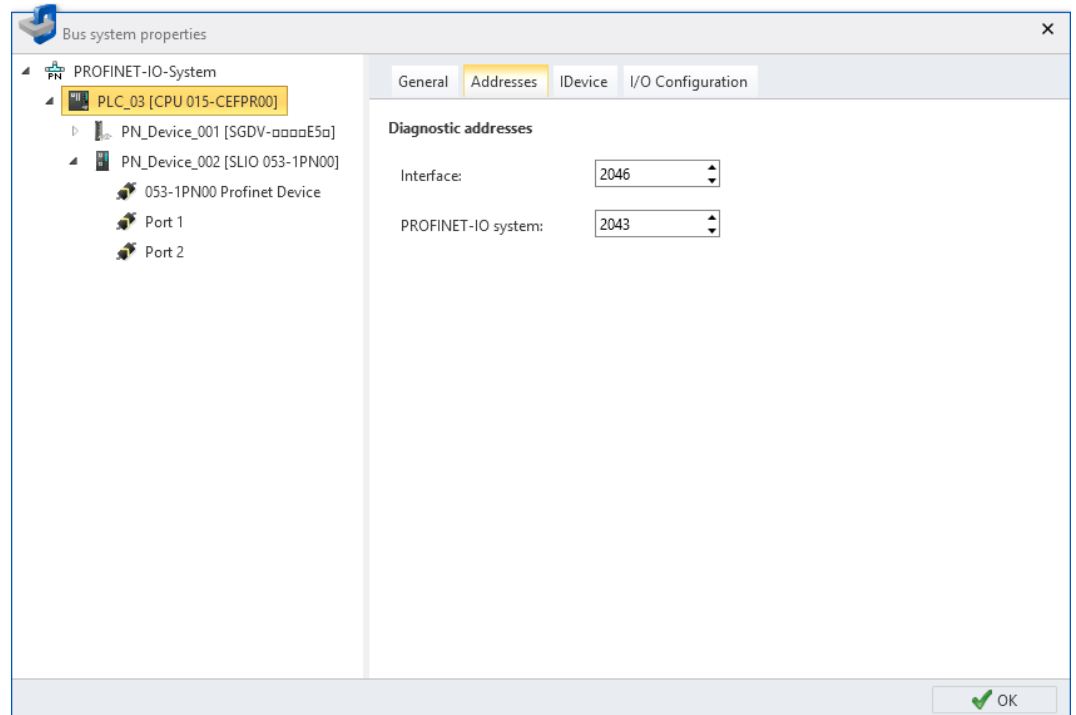 Bus system properties
PN PROFINET-IO-System
PLC_03 [CPU 015-CEFPR00]
PN_Device_001 [SGDV-□□□□E5□]
PN_Device_002 [SLIO 053-1PN00]
053-1PN00 Profinet Device
Port 1
Port 2
General Addresses IDevice I/O Configuration
Diagnostic addresses
Interface: 2046
PROFINET-IO system: 2043
OK